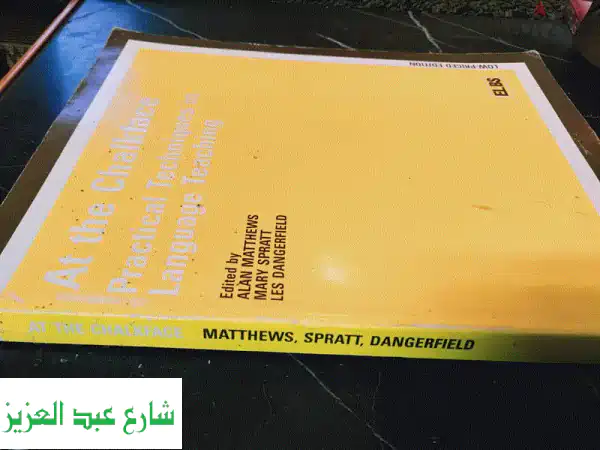 At the Chalkface
Practical Techniques in
Language Teaching
Edited by
ALAN MATTHEWS
MARY SPRATT
LES DANGERFIELD
LOW-PRICED EDITION
ELBS
AT THE CHALKFACE MATTHEWS, SPRATT, DANGERFIELD
شارع عبد العزيز